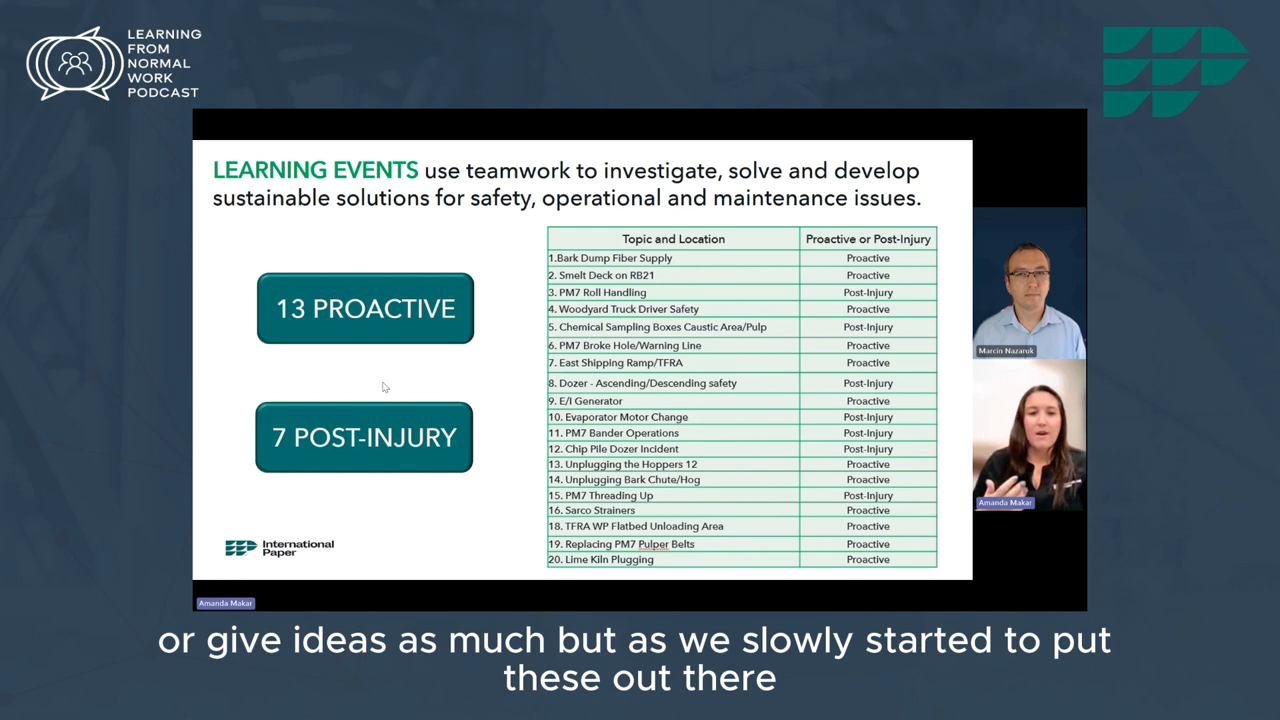 LEARNING
FROM
NORMAL
WORK
PODCAST
LEARNING EVENTS use teamwork to investigate, solve and develop
sustainable solutions for safety, operational and maintenance issues.
13 PROACTIVE
7 POST-INJURY
Topic and Location Proactive or Post-Injury
1.Bark Dump Fiber Supply Proactive
2. Smelt Deck on RB21 Proactive
3. PM7 Roll Handling Post-Injury
4. Woodyard Truck Driver Safety Proactive
5. Chemical Sampling Boxes Caustic Area/Pulp Post-Injury
6. PM7 Broke Hole/Warning Line Proactive
7. East Shipping Ramp/TFRA Proactive
8. Dozer - Ascending/Descending safety Post-Injury
9. E/I Generator Proactive
10. Evaporator Motor Change Post-Injury
11. PM7 Bander Operations Post-Injury
12. Chip Pile Dozer Incident Post-Injury
13. Unplugging the Hoppers 12 Proactive
14. Unplugging Bark Chute/Hog Proactive
15. PM7 Threading Up Post-Injury
16. Sarco Strainers Proactive
18. TFRA WP Flatbed Unloading Area Proactive
19. Replacing PM7 Pulper Belts Proactive
20. Lime Kiln Plugging Proactive
International
Paper
Marcin Nazaruk
Amanda Makar
Amanda Makar
or give ideas as much but as we slowly started to put
these out there